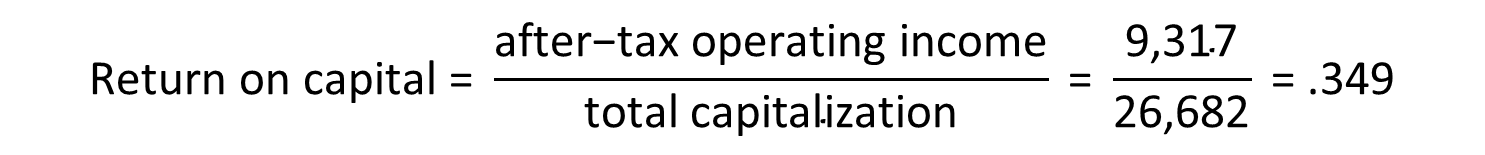 Return on capital = after−tax operating income / total capitalization = 9,317 / 26,682 = .349